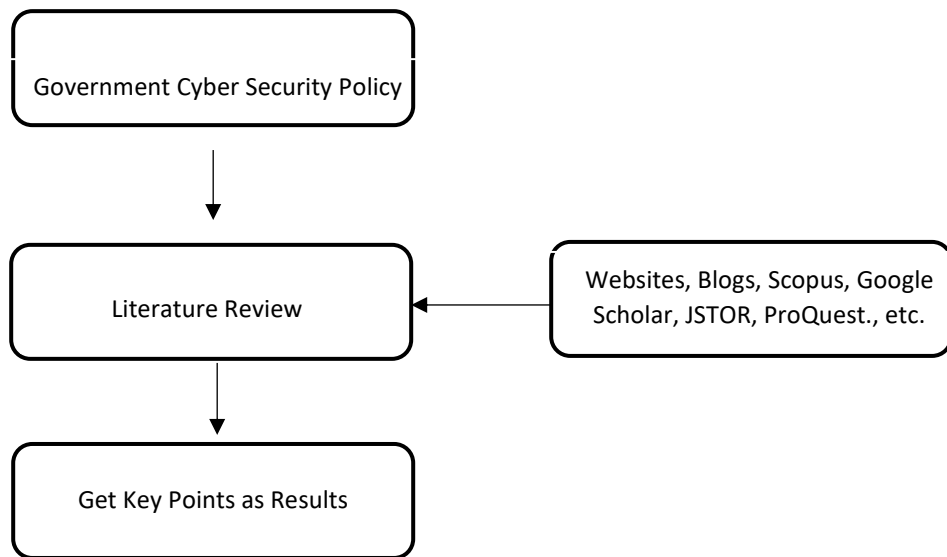 Government Cyber Security Policy
Literature Review
Websites, Blogs, Scopus, Google
Scholar, JSTOR, ProQuest., etc.
Get Key Points as Results